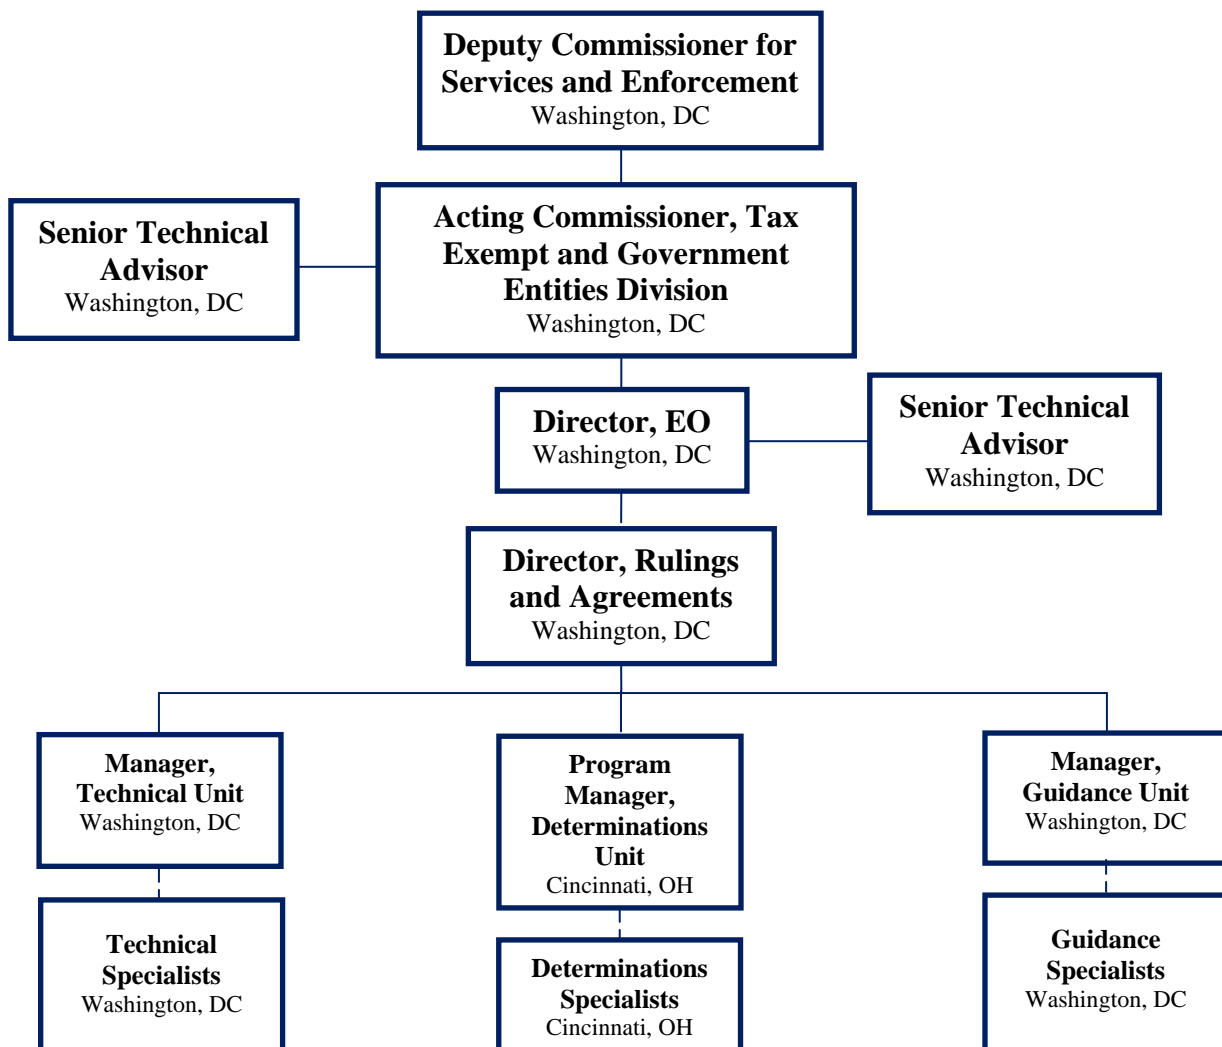 Deputy Commissioner for
Services and Enforcement
Washington, DC
Senior Technical
Advisor
Washington, DC
Acting Commissioner, Tax
Exempt and Government
Entities Division
Washington, DC
Director, EO
Washington, DC
Senior Technical
Advisor
Washington, DC
Director, Rulings
and Agreements
Washington, DC
Manager,
Technical Unit
Washington, DC
Program
Manager,
Determinations
Unit
Cincinnati, OH
Manager,
Guidance Unit
Washington, DC
Technical
Specialists
Washington, DC
Determinations
Specialists
Cincinnati, OH
Guidance
Specialists
Washington, DC